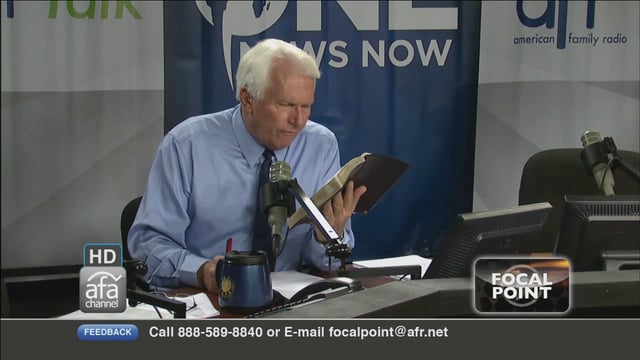 Talk
ONE
NEWS NOW
afr
american family radio
HD
afa
channel
FOCAL
POINT
FEEDBACK
Call 888-589-8840 or E-mail focalpoint@afr.net